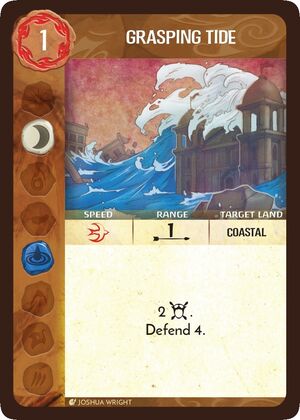 1
GRASPING TIDE
SPEED RANGE TARGET LAND
1 COASTAL
2 .
Defend 4.
JOSHUA WRIGHT